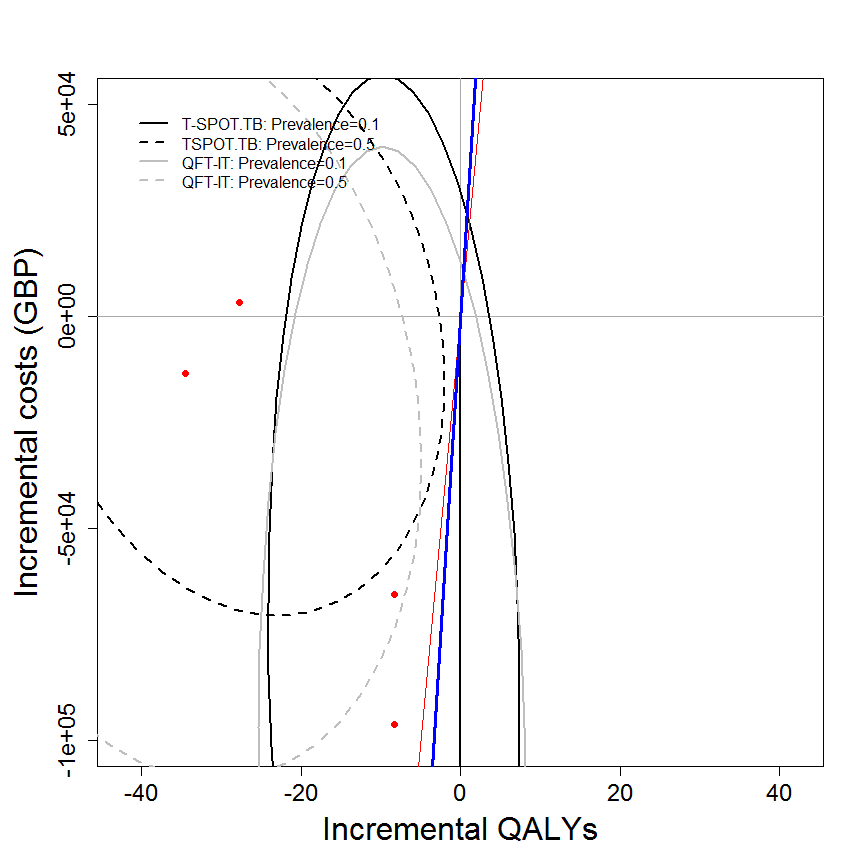 T-SPOT.TB: Prevalence=0.1
TSPOT.TB: Prevalence=0.5
QFT-IT: Prevalence=0.1
QFT-IT: Prevalence=0.5
5e+04
0e+00
-5e+04
-1e+05
Incremental costs (GBP)
-40 -20 0 20 40
Incremental QALYs